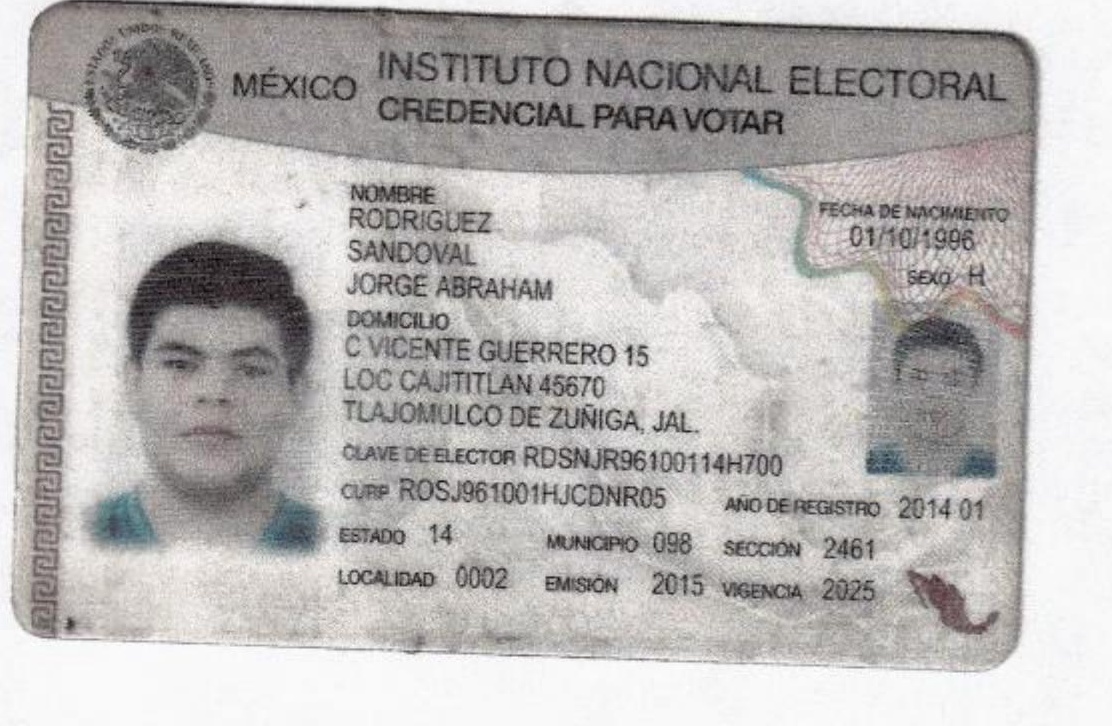 MÉXICO INSTITUTO NACIONAL ELECTORAL
CREDENCIAL PARA VOTAR
NOMBRE
RODRIGUEZ
SANDOVAL
JORGE ABRAHAM
DOMICILIO
C VICENTE GUERRERO 15
LOC CAJITITLAN 45670
TLAJOMULCO DE ZUÑIGA, JAL.
FECHA DE NACIMIENTO
01/10/1996
SEXO H
CLAVE DE ELECTOR RDSNJR96100114H700
CURP ROSJ961001HJCDNR05 AÑO DE REGISTRO 2014 01
ESTADO 14 MUNICIPIO 098 SECCIÓN 2461
LOCALIDAD 0002 EMISIÓN 2015 VIGENCIA 2025